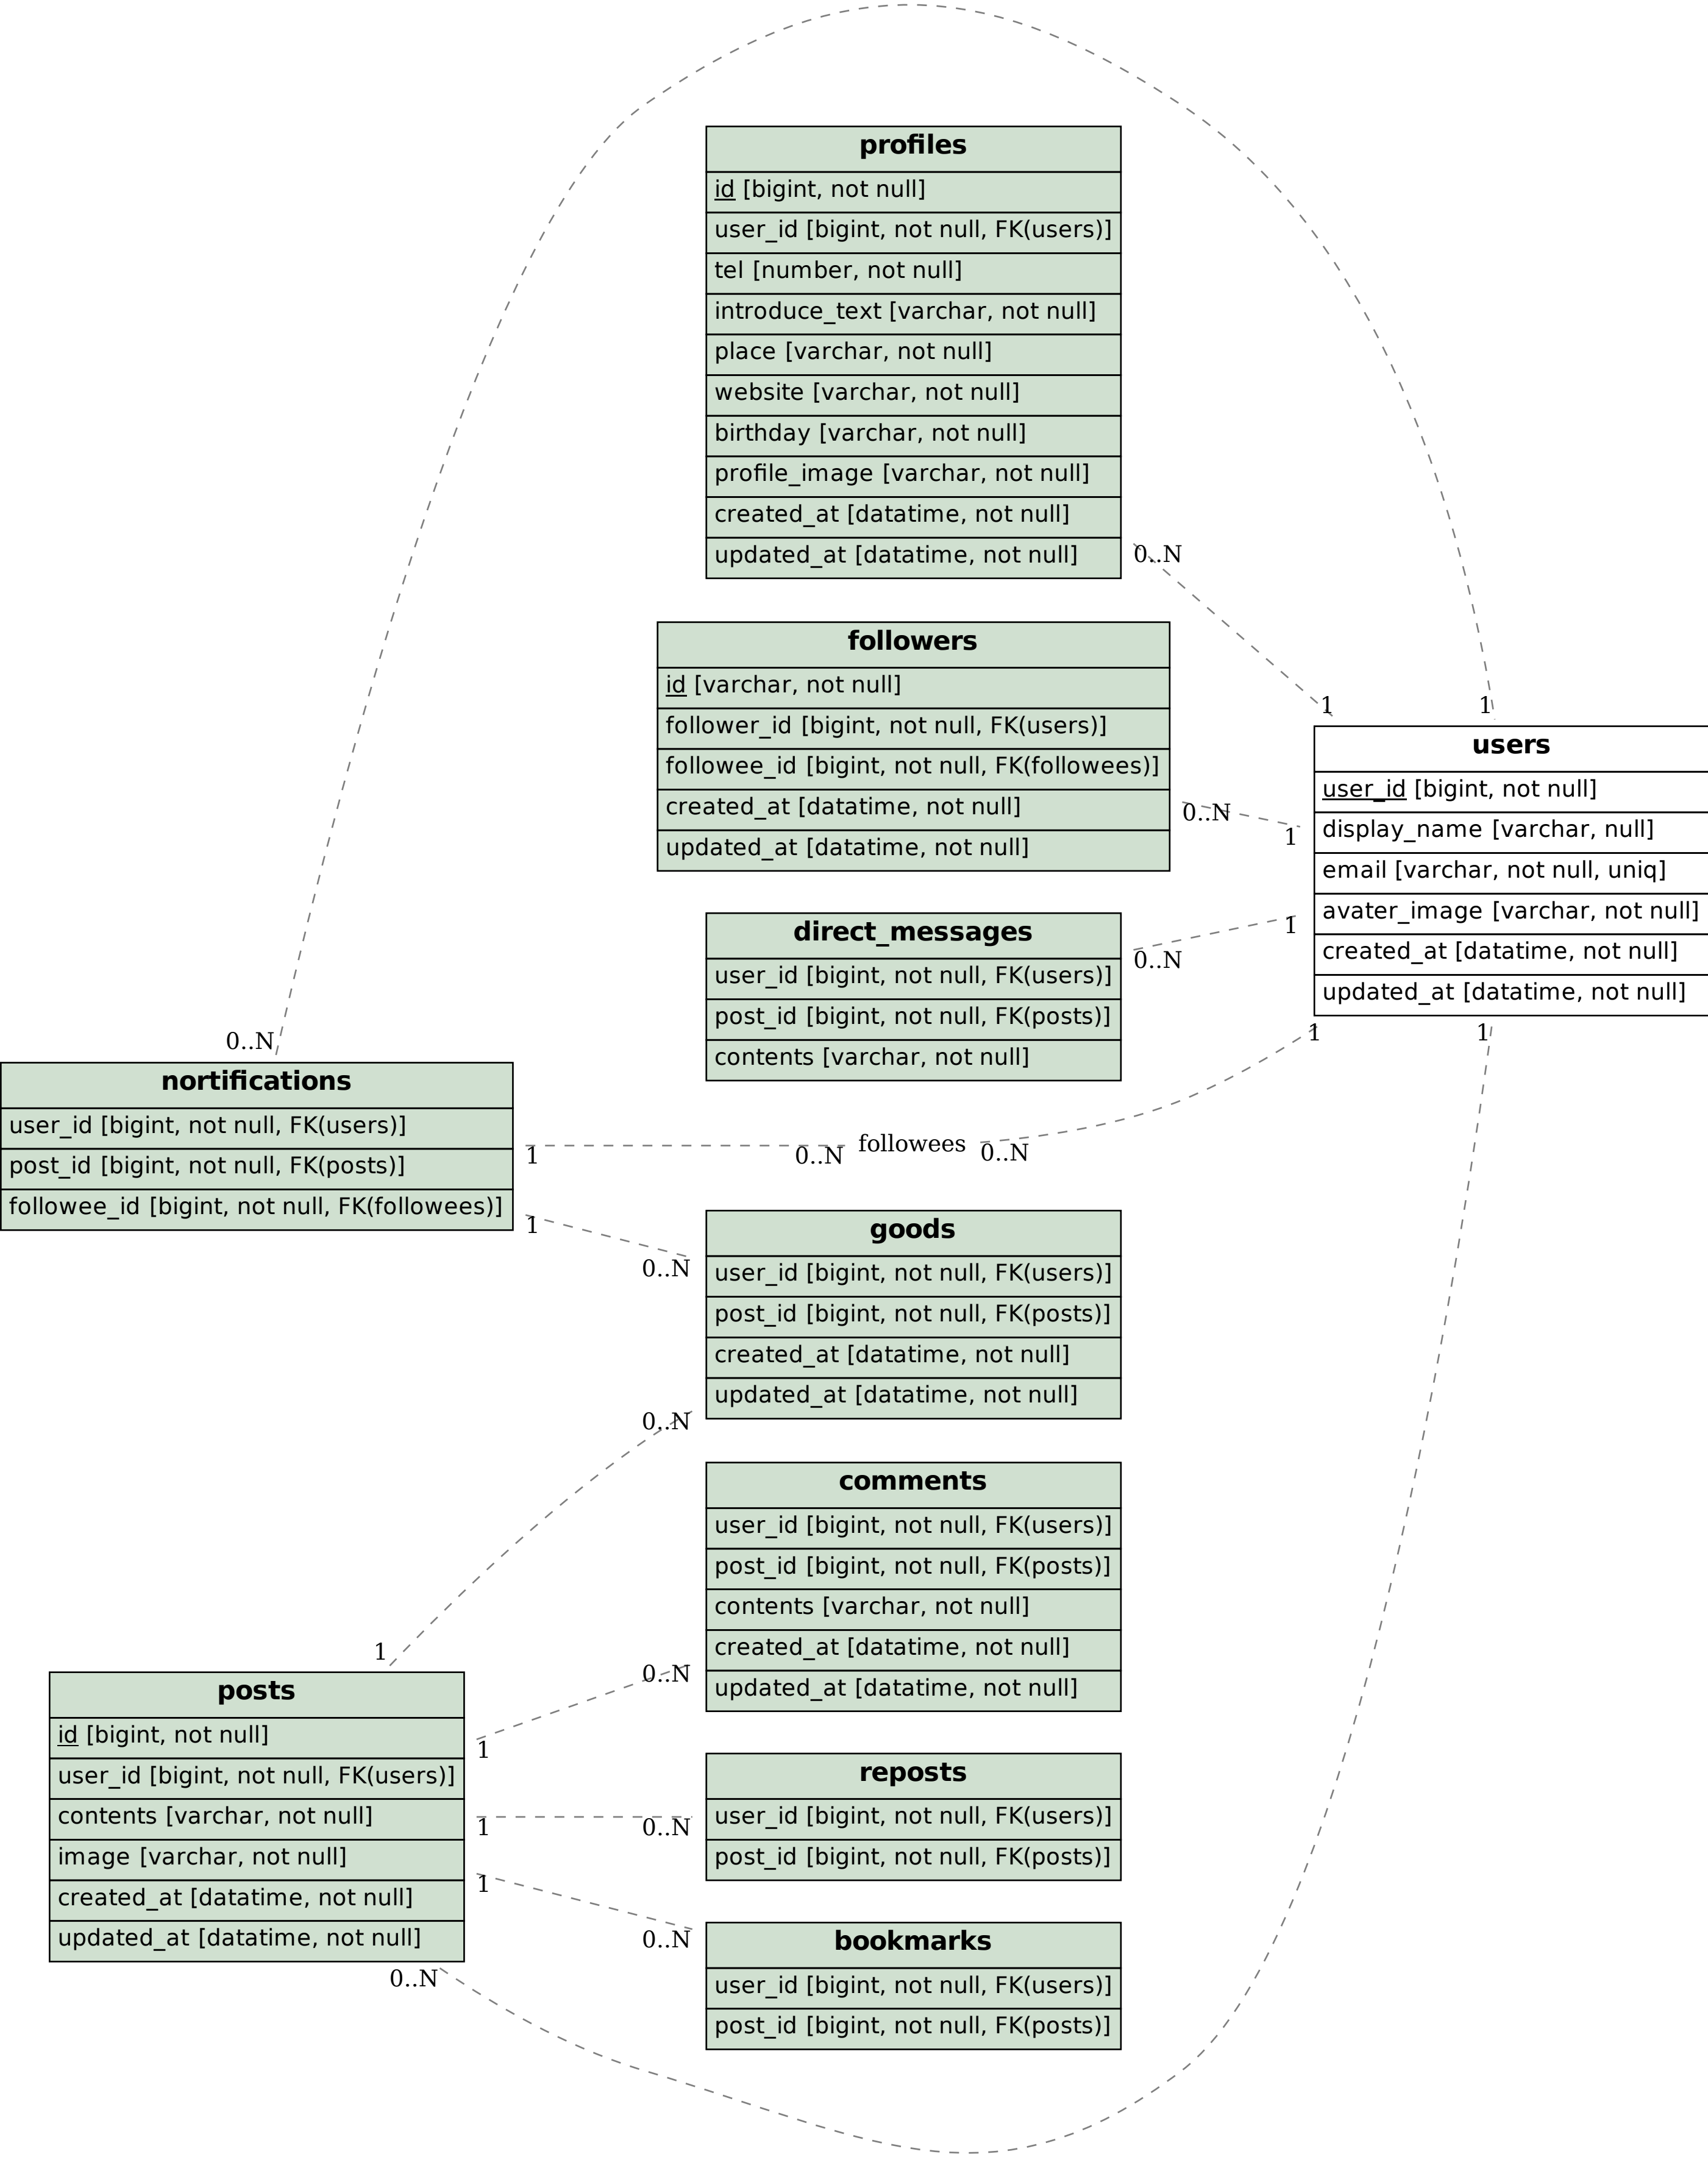 profiles
id [bigint, not null]
user_id [bigint, not null, FK(users)]
tel [number, not null]
introduce_text [varchar, not null]
place [varchar, not null]
website [varchar, not null]
birthday [varchar, not null]
profile_image [varchar, not null]
created_at [datatime, not null]
updated_at [datatime, not null]
0..N
1
1
followers
id [varchar, not null]
follower_id [bigint, not null, FK(users)]
followee_id [bigint, not null, FK(followees)]
created_at [datatime, not null]
updated_at [datatime, not null]
0..N
1
users
user_id [bigint, not null]
display_name [varchar, null]
email [varchar, not null, uniq]
avater_image [varchar, not null]
created_at [datatime, not null]
updated_at [datatime, not null]
direct_messages
user_id [bigint, not null, FK(users)]
post_id [bigint, not null, FK(posts)]
contents [varchar, not null]
0..N
1
1
1
0..N
nortifications
user_id [bigint, not null, FK(users)]
post_id [bigint, not null, FK(posts)]
followee_id [bigint, not null, FK(followees)]
1
0..N
followees
0..N
1
0..N
goods
user_id [bigint, not null, FK(users)]
post_id [bigint, not null, FK(posts)]
created_at [datatime, not null]
updated_at [datatime, not null]
0..N
1
comments
user_id [bigint, not null, FK(users)]
post_id [bigint, not null, FK(posts)]
contents [varchar, not null]
created_at [datatime, not null]
updated_at [datatime, not null]
0..N
1
posts
id [bigint, not null]
user_id [bigint, not null, FK(users)]
contents [varchar, not null]
image [varchar, not null]
created_at [datatime, not null]
updated_at [datatime, not null]
1
0..N
reposts
user_id [bigint, not null, FK(users)]
post_id [bigint, not null, FK(posts)]
1
0..N
bookmarks
user_id [bigint, not null, FK(users)]
post_id [bigint, not null, FK(posts)]
0..N